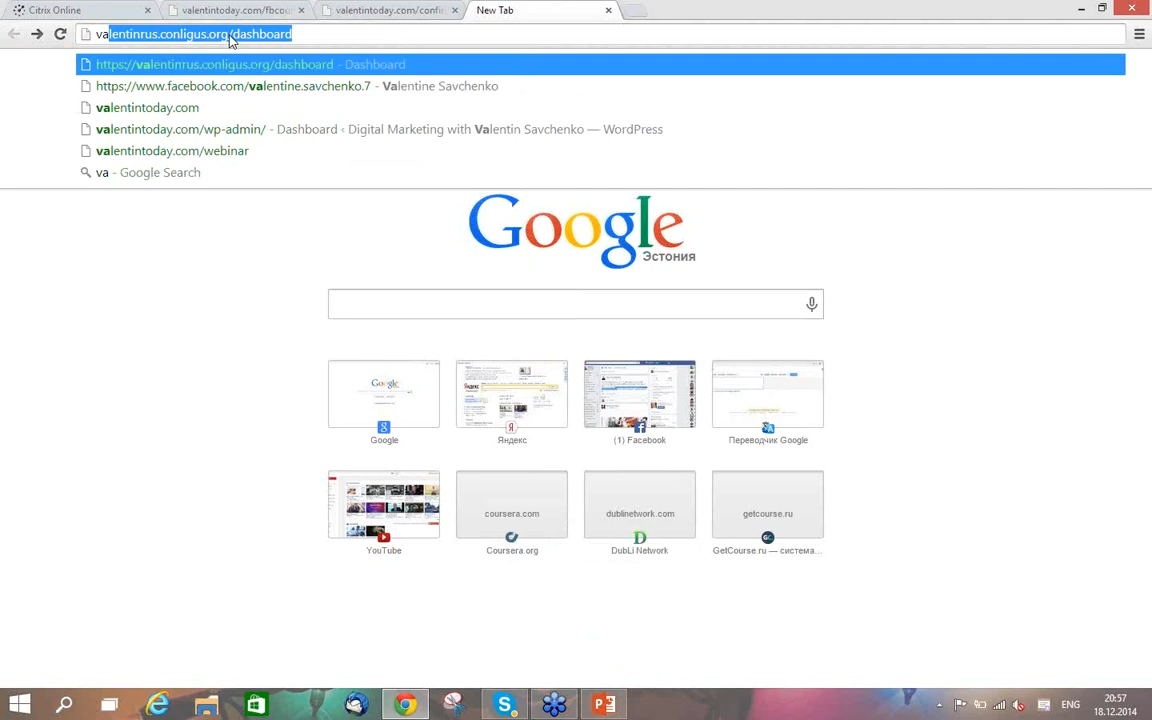 Citrix Online
valentintoday.com/fbcou
valentintoday.com/confi
New Tab
valentinrus.conligus.org/dashboard
https://valentinrus.conligus.org/dashboard - Dashboard
https://www.facebook.com/valentine.savchenko.7 - Valentine Savchenko
valentintoday.com
valentintoday.com/wp-admin/ - Dashboard ‹ Digital Marketing with Valentin Savchenko — WordPress
valentintoday.com/webinar
va - Google Search
Google
Эстония
Google
Яндекс
(1) Facebook
Переводчик Google
coursera.com
dublinetwork.com
getcourse.ru
YouTube
Coursera.org
DubLi Network
GetCourse.ru — система...
ENG
20:57
18.12.2014